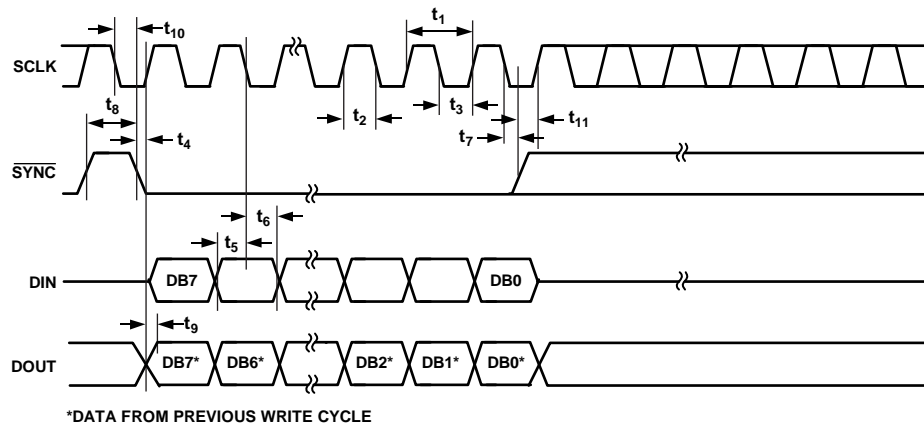 t1
t10
SCLK
t8
t2
t3
t11
t4
t7
SYNC
t6
t5
DIN
DB7
DB0
t9
DOUT
DB7*
DB6*
DB2*
DB1*
DB0*
*DATA FROM PREVIOUS WRITE CYCLE